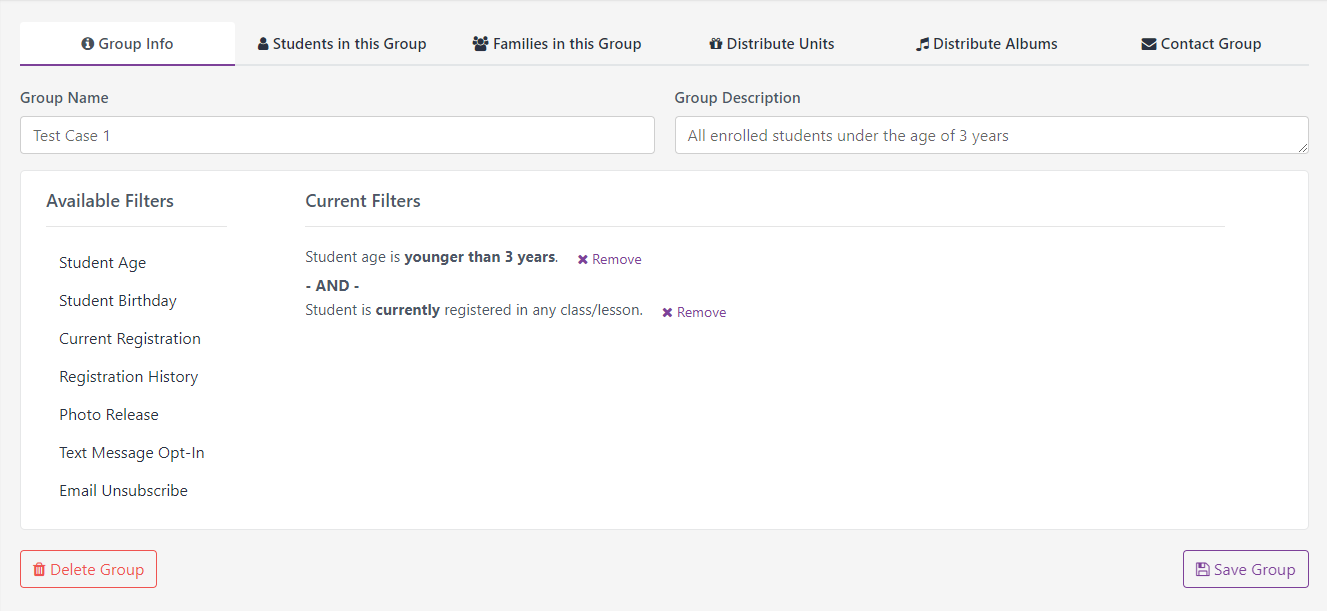 Group Info
Students in this Group
Families in this Group
Distribute Units
Distribute Albums
Contact Group
Group Name
Group Description
Test Case 1
All enrolled students under the age of 3 years
Available Filters
Student Age
Student Birthday
Current Registration
Registration History
Photo Release
Text Message Opt-In
Email Unsubscribe
Current Filters
Student age is younger than 3 years. Remove
- AND -
Student is currently registered in any class/lesson. Remove
Delete Group
Save Group